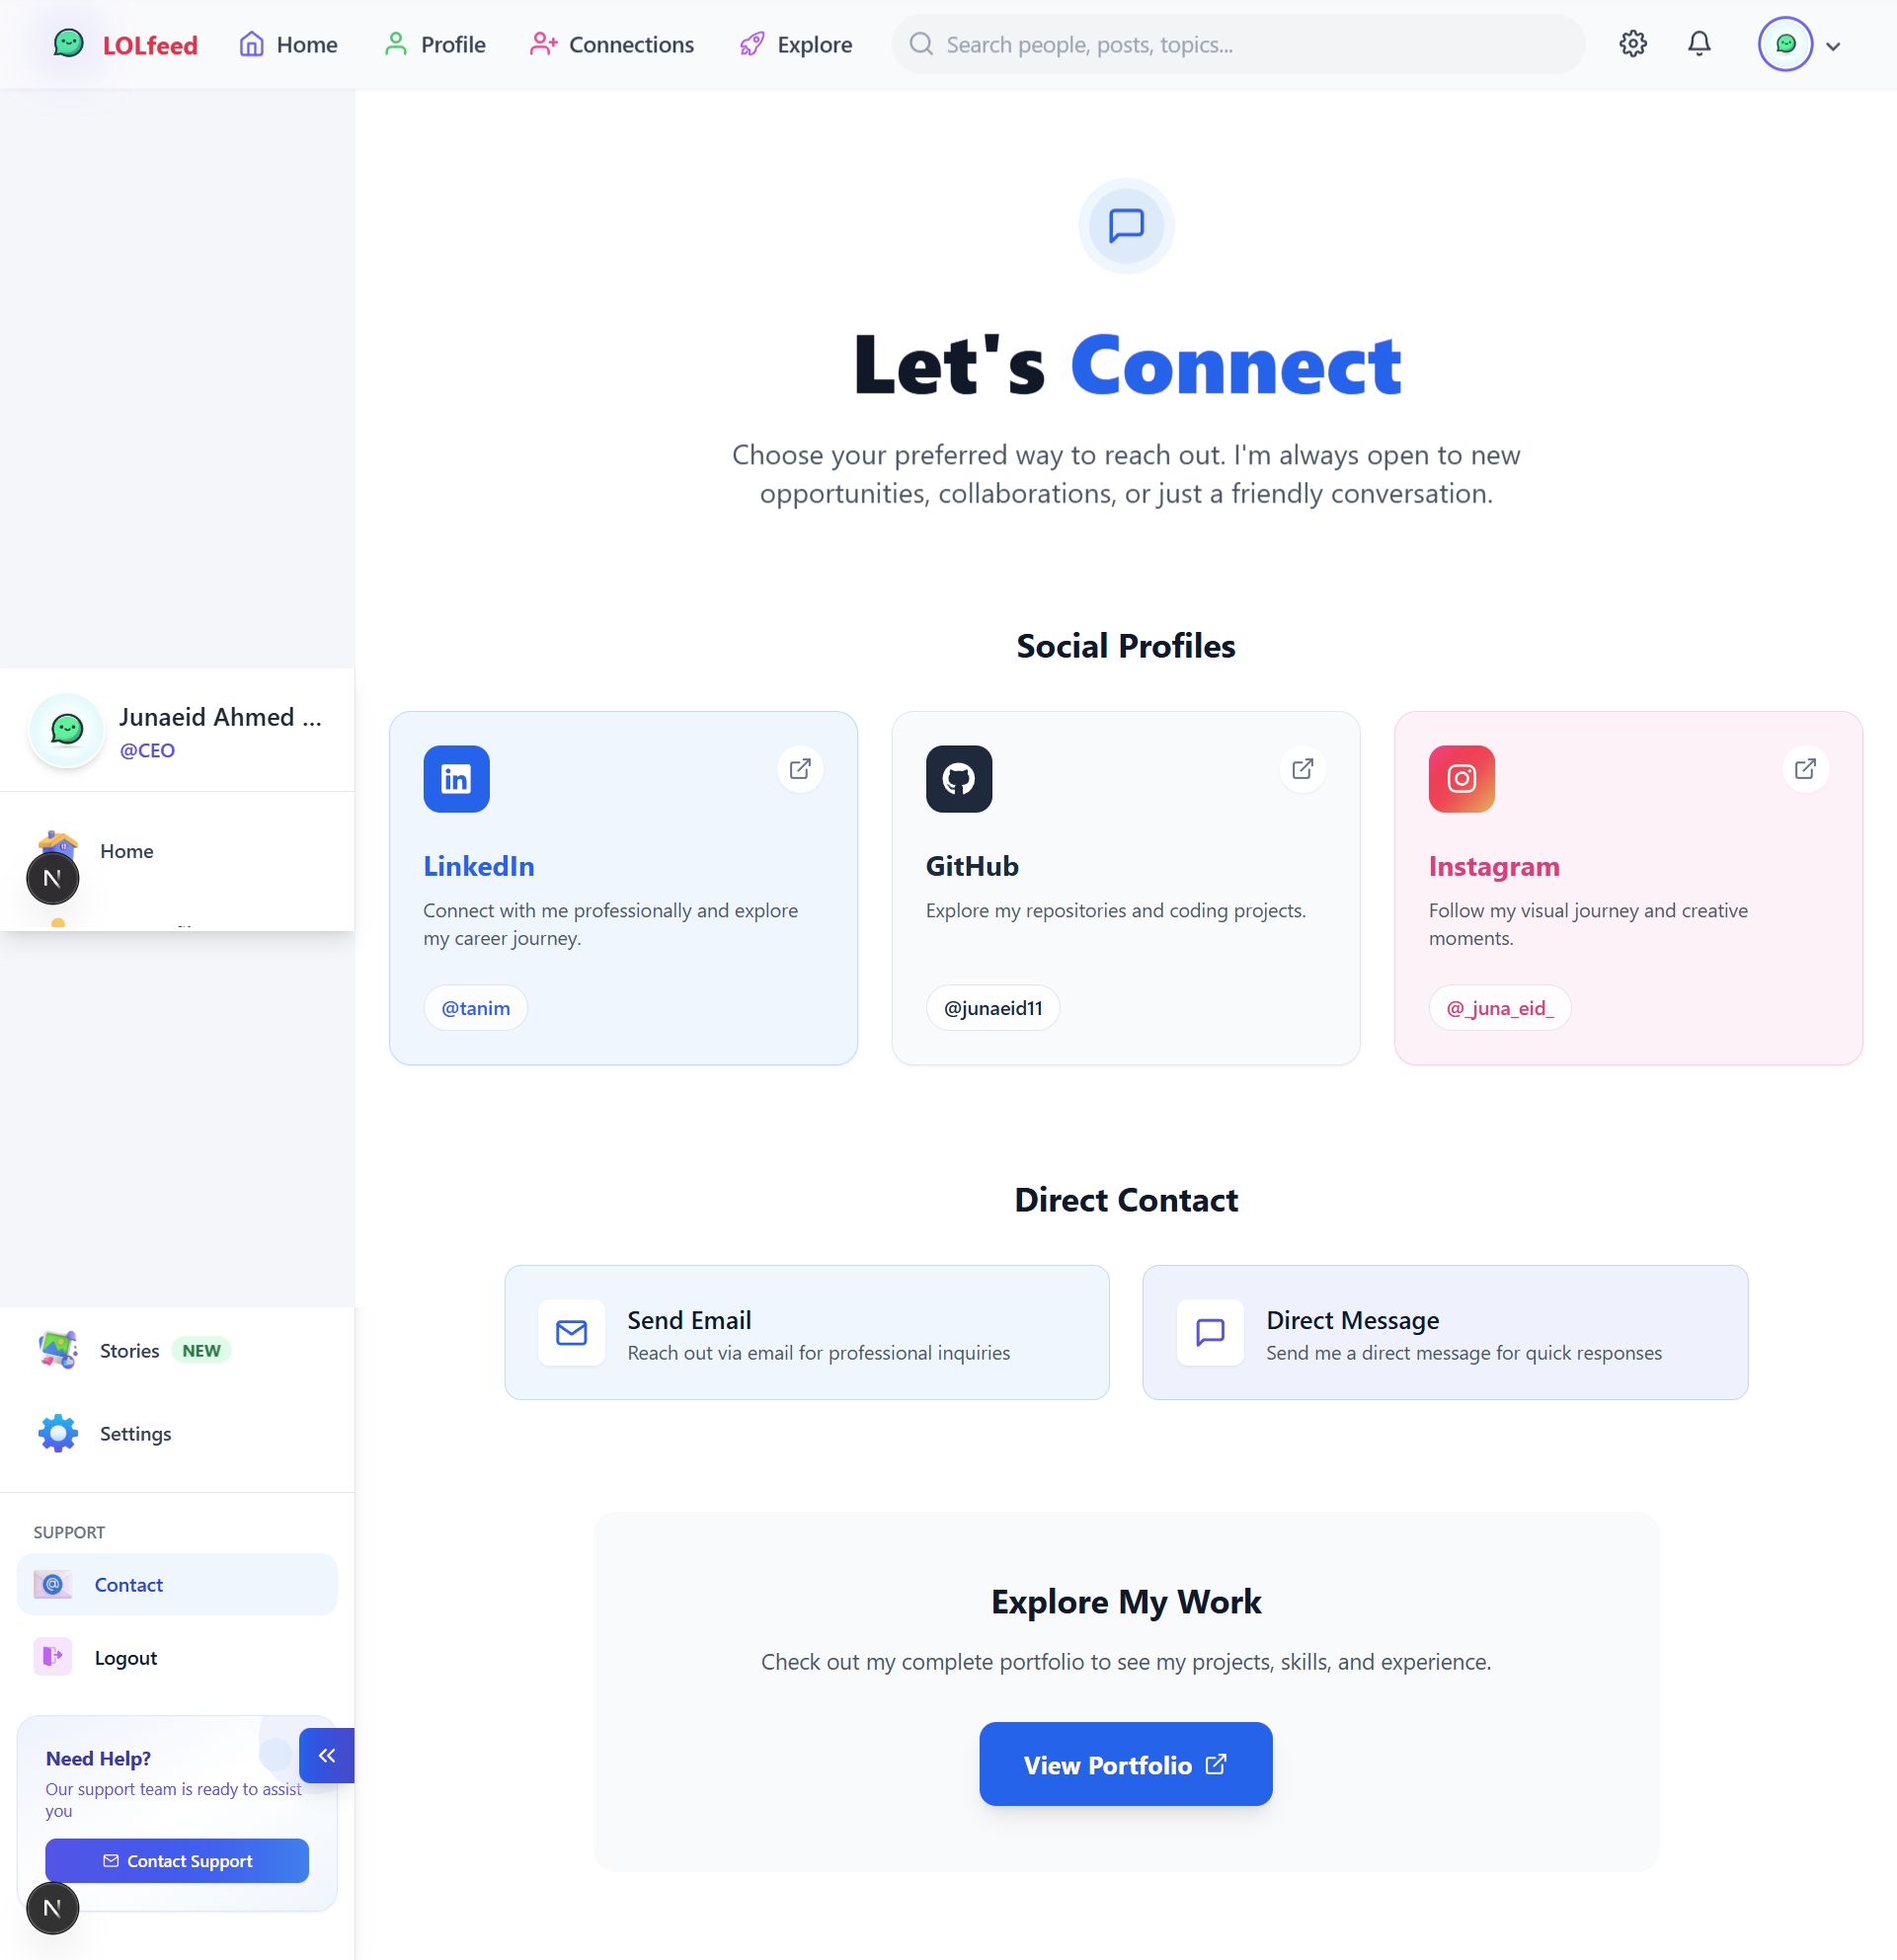 LOLfeed
Home
Profile
Connections
Explore
Search people, posts, topics...
Let's Connect
Choose your preferred way to reach out. I'm always open to new
opportunities, collaborations, or just a friendly conversation.
Social Profiles
Junaeid Ahmed ...
@CEO
Home
N
LinkedIn
Connect with me professionally and explore
my career journey.
@tanim
GitHub
Explore my repositories and coding projects.
@junaeid11
Instagram
Follow my visual journey and creative
moments.
@_juna_eid_
Direct Contact
Send Email
Reach out via email for professional inquiries
Direct Message
Send me a direct message for quick responses
Stories NEW
Settings
SUPPORT
Contact
Logout
Need Help?
Our support team is ready to assist
you
Contact Support
N
Explore My Work
Check out my complete portfolio to see my projects, skills, and experience.
View Portfolio